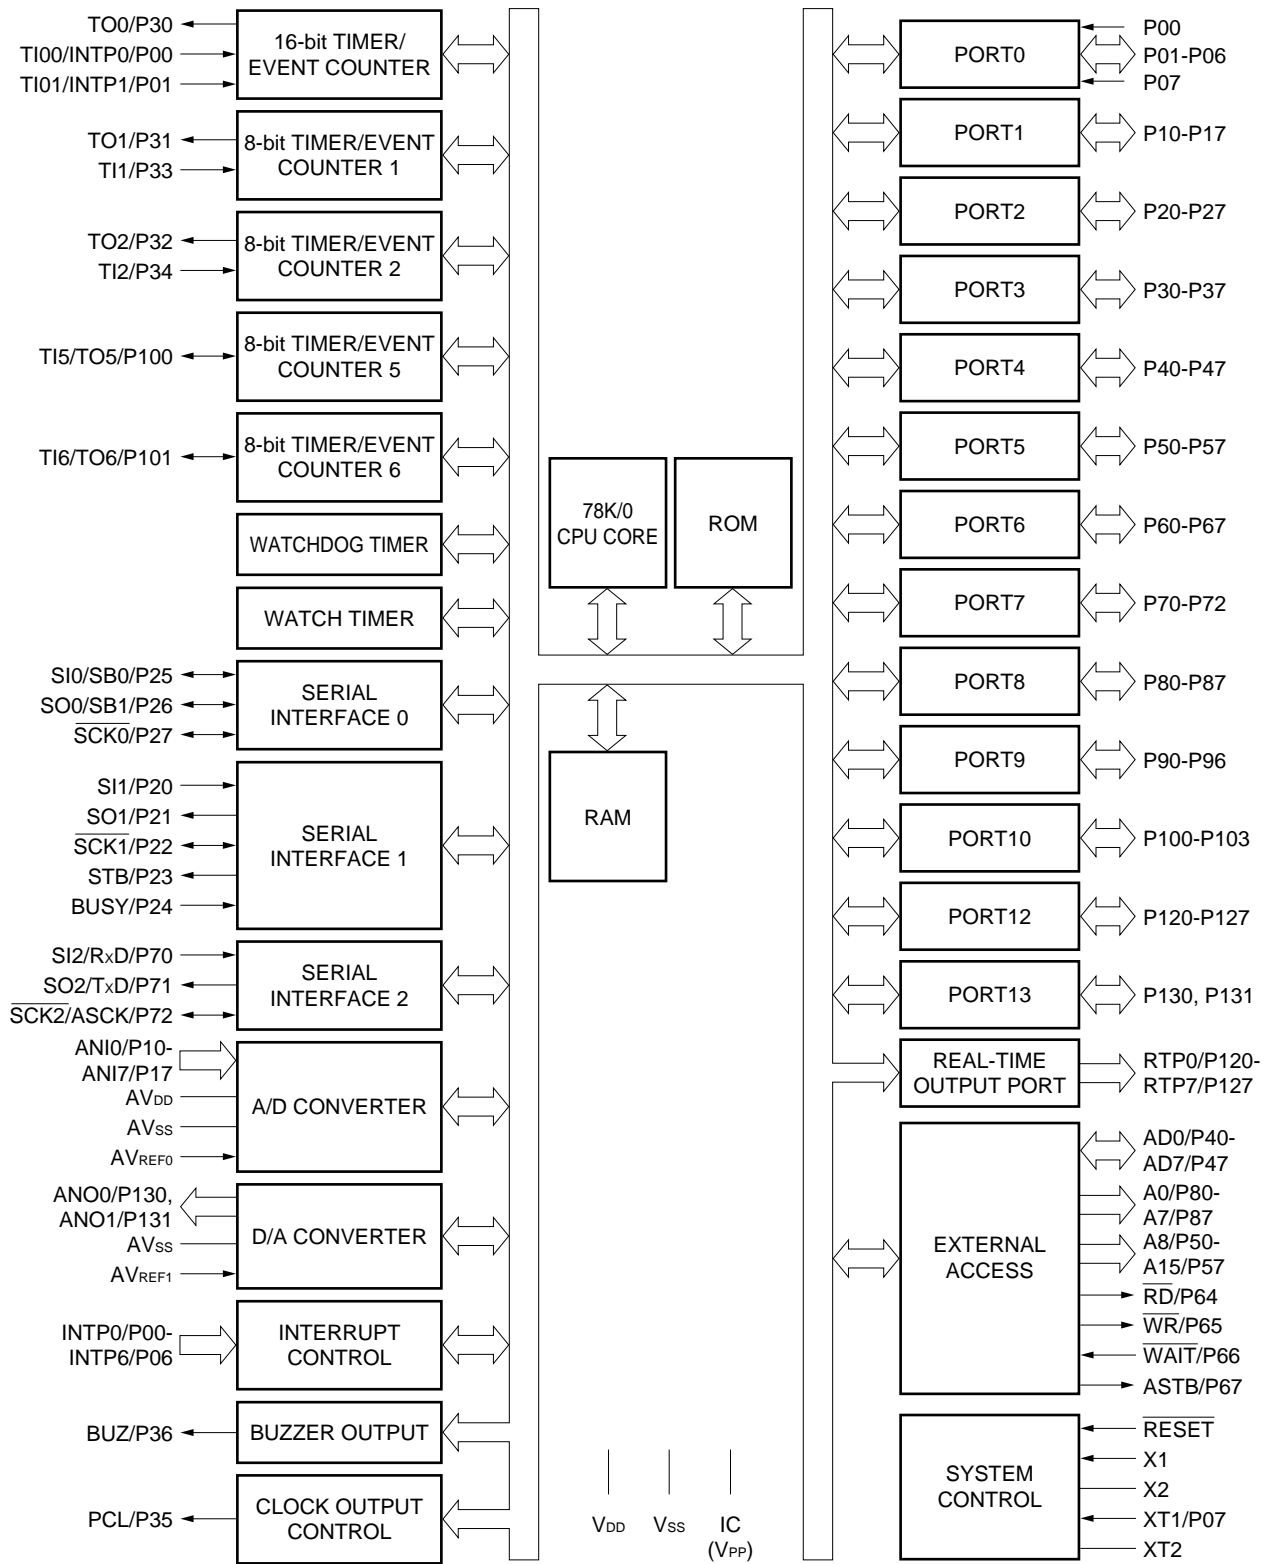 TO0/P30
TI00/INTP0/P00
TI01/INTP1/P01
16-bit TIMER/
EVENT COUNTER
TO1/P31
TI1/P33
8-bit TIMER/EVENT
COUNTER 1
TO2/P32
TI2/P34
8-bit TIMER/EVENT
COUNTER 2
TI5/TO5/P100
8-bit TIMER/EVENT
COUNTER 5
TI6/TO6/P101
8-bit TIMER/EVENT
COUNTER 6
WATCHDOG TIMER
WATCH TIMER
SI0/SB0/P25
SO0/SB1/P26
S̅C̅K̅0̅/P27
SERIAL
INTERFACE 0
SI1/P20
SO1/P21
S̅C̅K̅1̅/P22
STB/P23
BUSY/P24
SERIAL
INTERFACE 1
SI2/RxD/P70
SO2/TxD/P71
S̅C̅K̅2̅/ASCK/P72
SERIAL
INTERFACE 2
ANI0/P10-
ANI7/P17
AVDD
AVSS
AVREF0
A/D CONVERTER
ANO0/P130,
ANO1/P131
AVSS
AVREF1
D/A CONVERTER
INTP0/P00-
INTP6/P06
INTERRUPT
CONTROL
BUZ/P36
BUZZER OUTPUT
PCL/P35
CLOCK OUTPUT
CONTROL
78K/0
CPU CORE
ROM
RAM
VDD
VSS
IC
(VPP)
PORT0
P00
P01-P06
P07
PORT1
P10-P17
PORT2
P20-P27
PORT3
P30-P37
PORT4
P40-P47
PORT5
P50-P57
PORT6
P60-P67
PORT7
P70-P72
PORT8
P80-P87
PORT9
P90-P96
PORT10
P100-P103
PORT12
P120-P127
PORT13
P130, P131
REAL-TIME
OUTPUT PORT
RTP0/P120-
RTP7/P127
EXTERNAL
ACCESS
AD0/P40-
AD7/P47
A0/P80-
A7/P87
A8/P50-
A15/P57
R̅D̅/P64
W̅R̅/P65
W̅A̅I̅T̅/P66
ASTB/P67
SYSTEM
CONTROL
R̅E̅S̅E̅T̅
X1
X2
XT1/P07
XT2